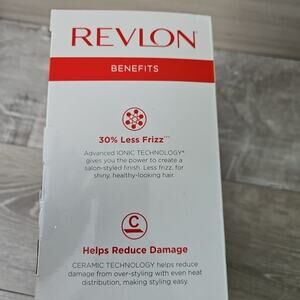 REVLON
BENEFITS
30% Less Frizz***
Advanced IONIC TECHNOLOGY*
gives you the power to create a
salon-styled finish. Less frizz, for
shiny, healthy-looking hair.
C
Helps Reduce Damage
CERAMIC TECHNOLOGY helps reduce
damage from over-styling with even heat
distribution, making styling easy.